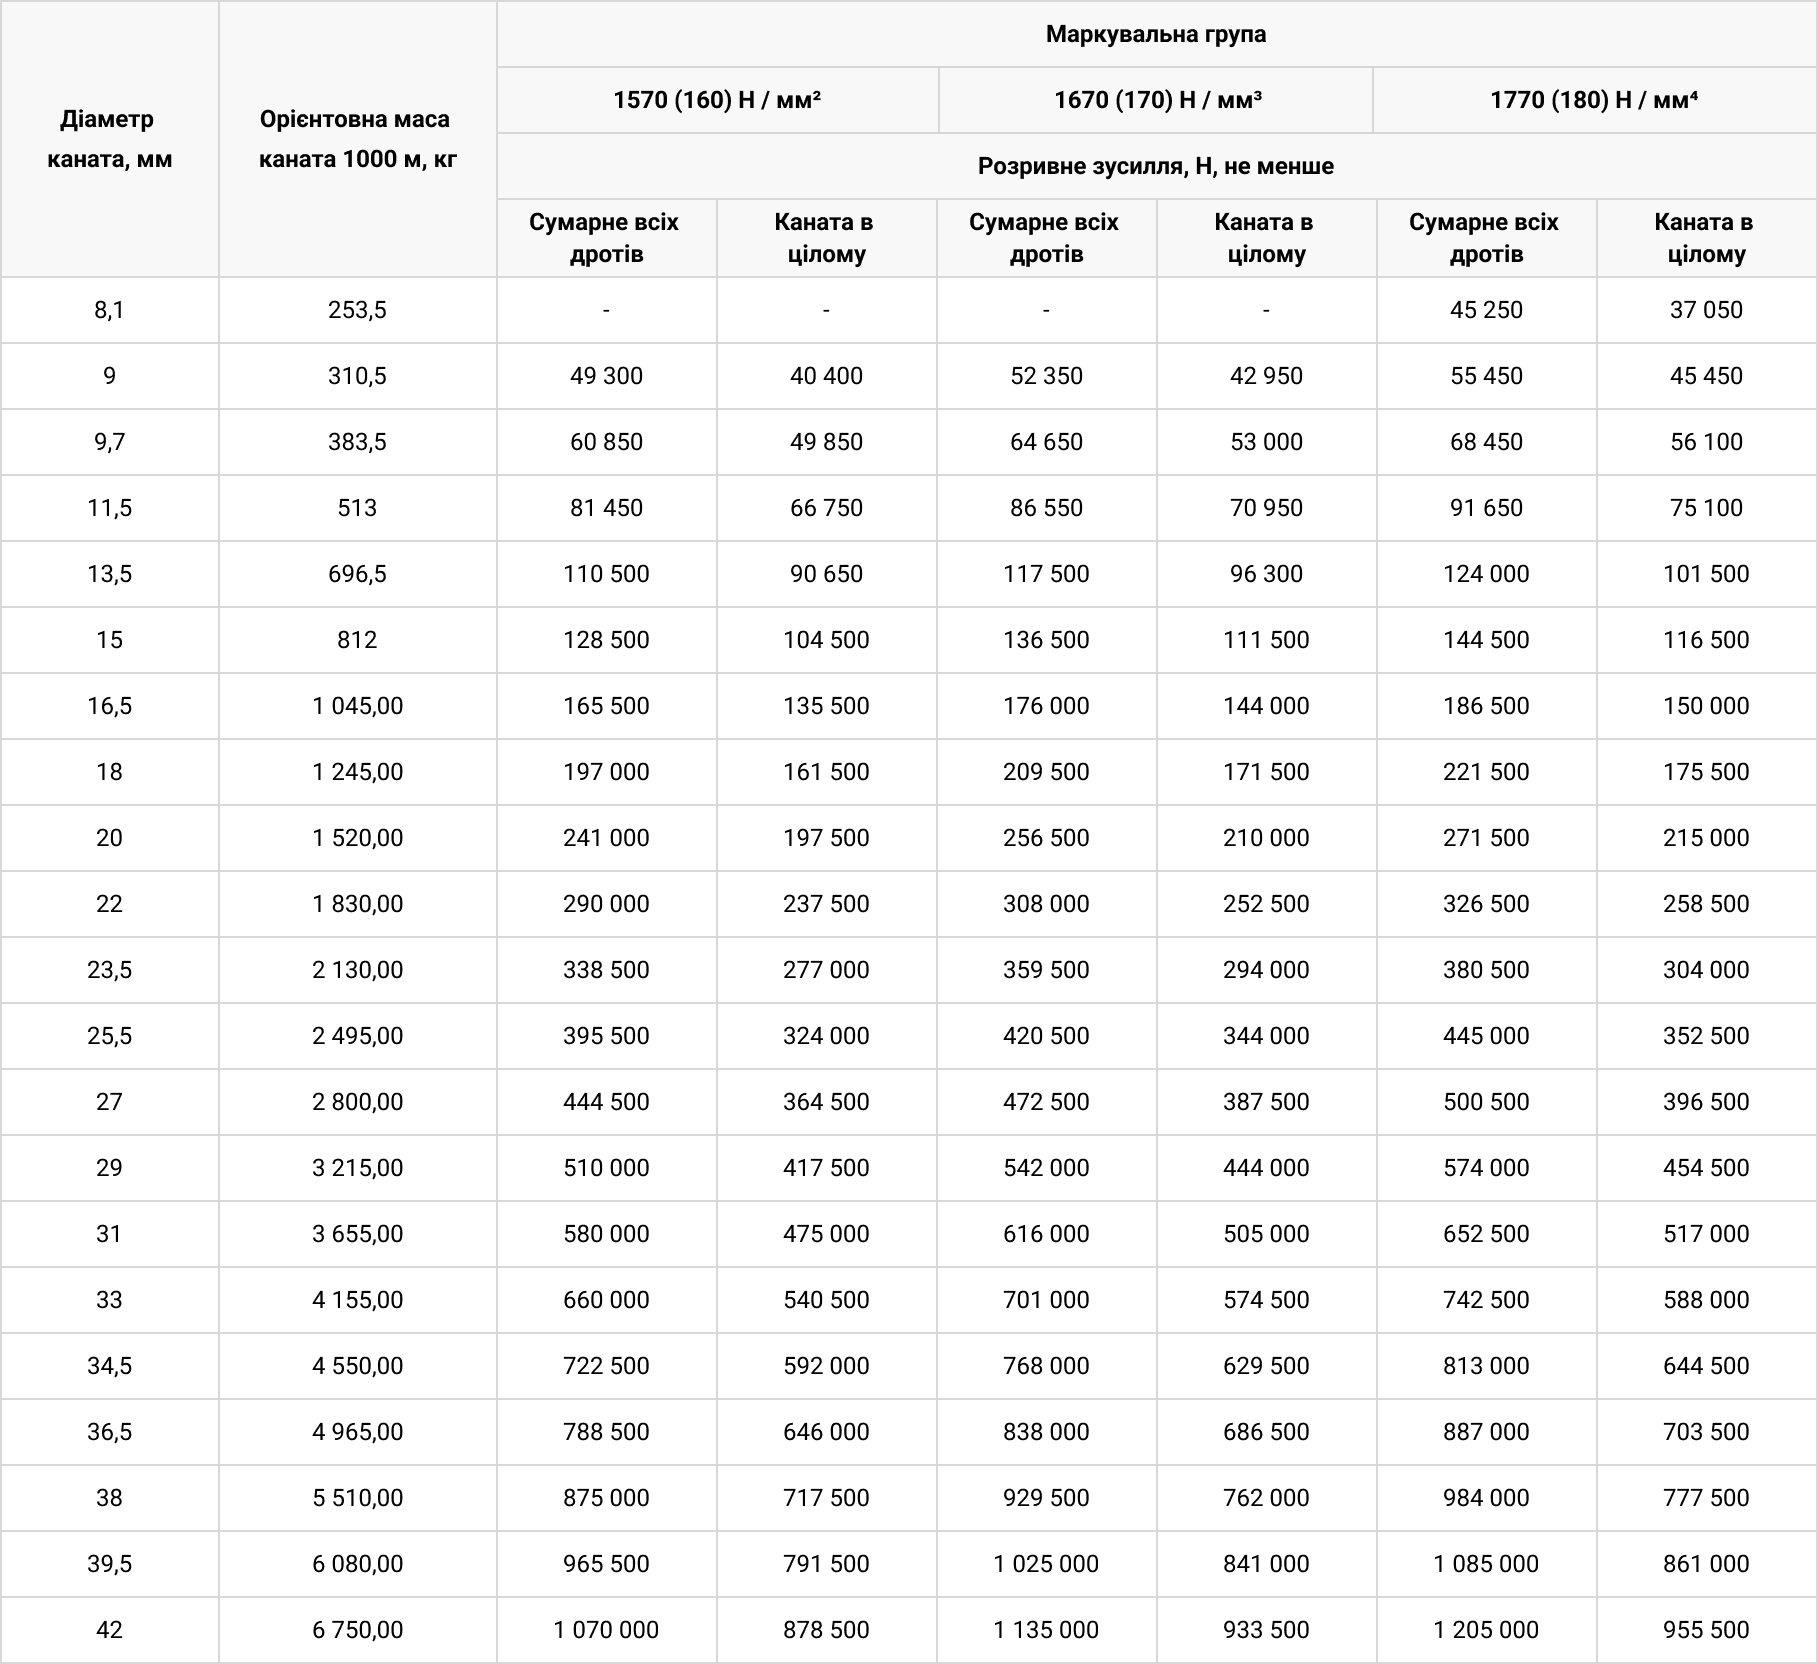 Діаметр
каната, мм
Орієнтовна маса
каната 1000 м, кг
Маркувальна група
1570 (160) Н / мм² 1670 (170) Н / мм³ 1770 (180) Н / мм⁴
Розривне зусилля, Н, не менше
Сумарне всіх
дротів
Каната в
цілому
Сумарне всіх
дротів
Каната в
цілому
Сумарне всіх
дротів
Каната в
цілому
8,1 253,5 - - - - 45 250 37 050
9 310,5 49 300 40 400 52 350 42 950 55 450 45 450
9,7 383,5 60 850 49 850 64 650 53 000 68 450 56 100
11,5 513 81 450 66 750 86 550 70 950 91 650 75 100
13,5 696,5 110 500 90 650 117 500 96 300 124 000 101 500
15 812 128 500 104 500 136 500 111 500 144 500 116 500
16,5 1 045,00 165 500 135 500 176 000 144 000 186 500 150 000
18 1 245,00 197 000 161 500 209 500 171 500 221 500 175 500
20 1 520,00 241 000 197 500 256 500 210 000 271 500 215 000
22 1 830,00 290 000 237 500 308 000 252 500 326 500 258 500
23,5 2 130,00 338 500 277 000 359 500 294 000 380 500 304 000
25,5 2 495,00 395 500 324 000 420 500 344 000 445 000 352 500
27 2 800,00 444 500 364 500 472 500 387 500 500 500 396 500
29 3 215,00 510 000 417 500 542 000 444 000 574 000 454 500
31 3 655,00 580 000 475 000 616 000 505 000 652 500 517 000
33 4 155,00 660 000 540 500 701 000 574 500 742 500 588 000
34,5 4 550,00 722 500 592 000 768 000 629 500 813 000 644 500
36,5 4 965,00 788 500 646 000 838 000 686 500 887 000 703 500
38 5 510,00 875 000 717 500 929 500 762 000 984 000 777 500
39,5 6 080,00 965 500 791 500 1 025 000 841 000 1 085 000 861 000
42 6 750,00 1 070 000 878 500 1 135 000 933 500 1 205 000 955 500